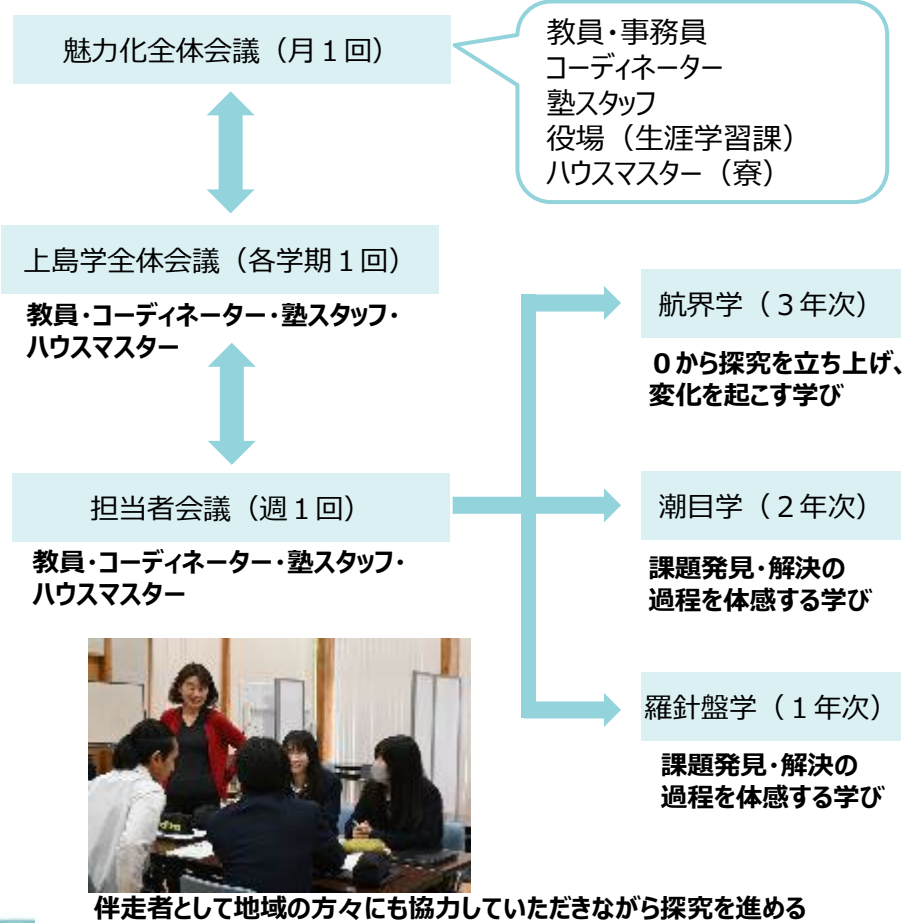 魅力化全体会議（月１回）
教員・事務員
コーディネーター
塾スタッフ
役場（生涯学習課）
ハウスマスター（寮）
上島学全体会議（各学期１回）
教員・コーディネーター・塾スタッフ・
ハウスマスター
担当者会議（週１回）
教員・コーディネーター・塾スタッフ・
ハウスマスター
航界学（３年次）
０から探究を立ち上げ、
変化を起こす学び
潮目学（２年次）
課題発見・解決の
過程を体感する学び
羅針盤学（１年次）
課題発見・解決の
過程を体感する学び
伴走者として地域の方々にも協力していただきながら探究を進める